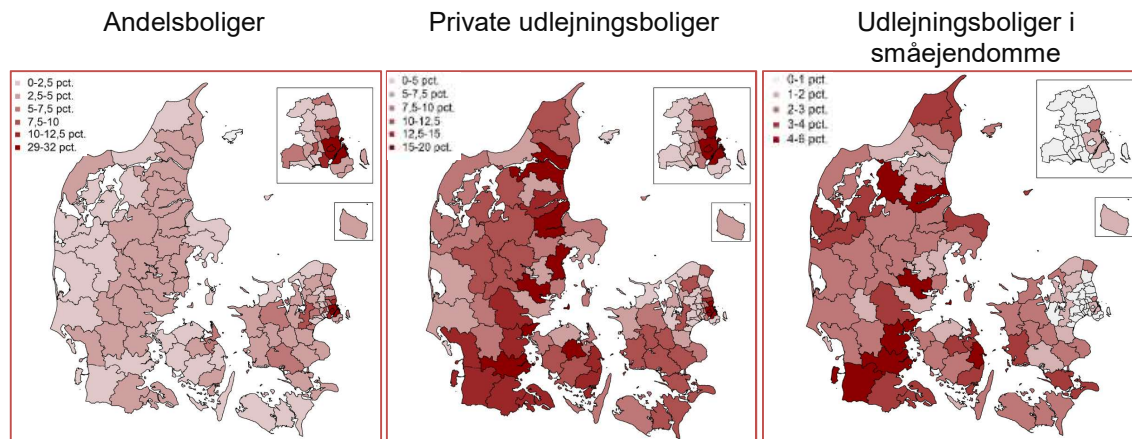 Andelsboliger
0-2,5 pct.
2,5-5 pct.
5-7,5 pct.
7,5-10
10-12,5 pct.
29-32 pct.
Private udlejningsboliger
0-5 pct.
5-7,5 pct.
7,5-10 pct.
10-12,5
12,5-15
15-20 pct.
Udlejningsboliger i
småejendomme
0-1 pct.
1-2 pct.
2-3 pct.
3-4 pct.
4-6 pct.